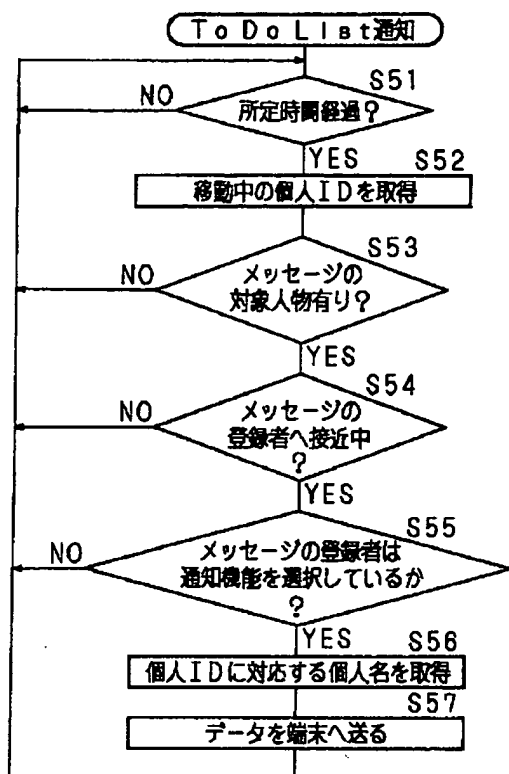 ToDoList通知
S51
NO
所定時間経過?
YES
S52
移動中の個人IDを取得
S53
NO
メッセージの
対象人物有り?
YES
S54
NO
メッセージの
登録者へ接近中
?
YES
S55
NO
メッセージの登録者は
通知機能を選択しているか
?
YES
S56
個人IDに対応する個人名を取得
S57
データを端末へ送る